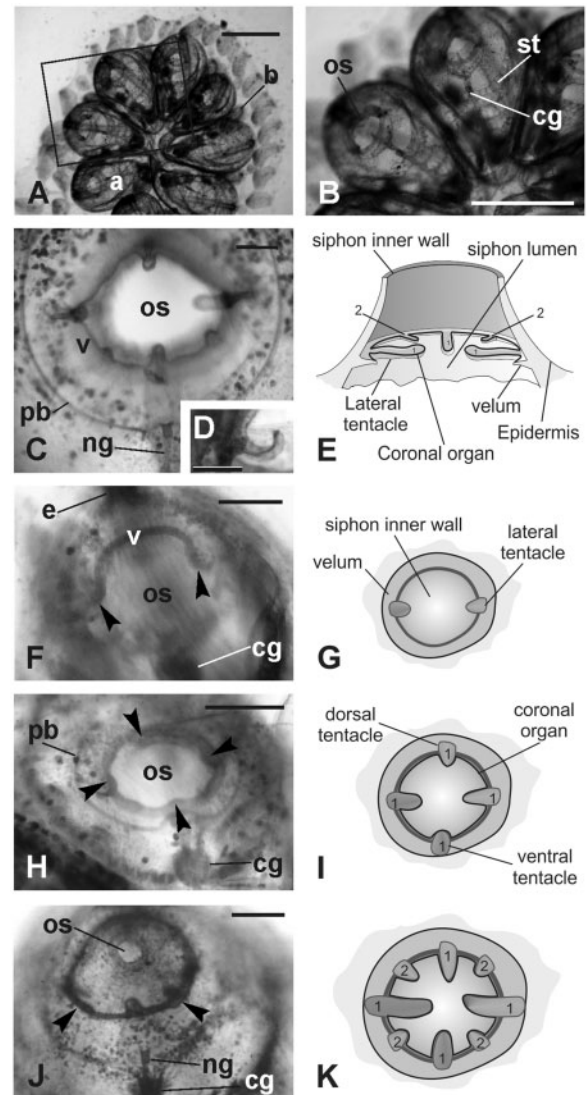 b
a
A
os
st
cg
B
os
v
pb
ng
C
D
siphon inner wall
siphon lumen
2
2
1
1
Lateral
tentacle
velum
Coronal organ
Epidermis
E
e
v
os
cg
F
siphon inner wall
lateral
tentacle
velum
G
pb
os
cg
H
dorsal
tentacle
coronal
organ
1
1
1
1
ventral
tentacle
I
os
ng
cg
J
1
2
2
1
1
2
2
1
K